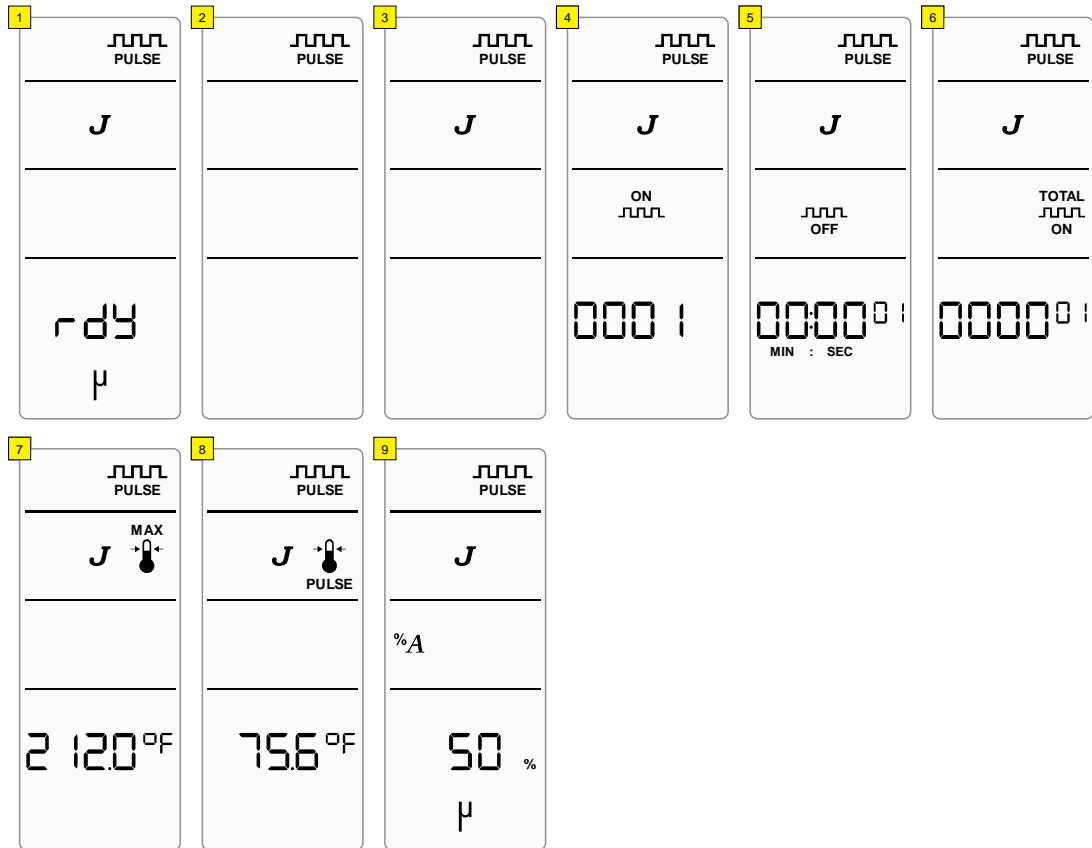 1
PULSE
J
rdy
µ
2
PULSE
3
PULSE
J
4
PULSE
J
ON
0001
5
PULSE
J
OFF
00:00 01
MIN : SEC
6
PULSE
J
TOTAL
ON
0000 01
7
PULSE
MAX
J
212.0 °F
8
PULSE
J
PULSE
75.6 °F
9
PULSE
J
%A
50 %
µ